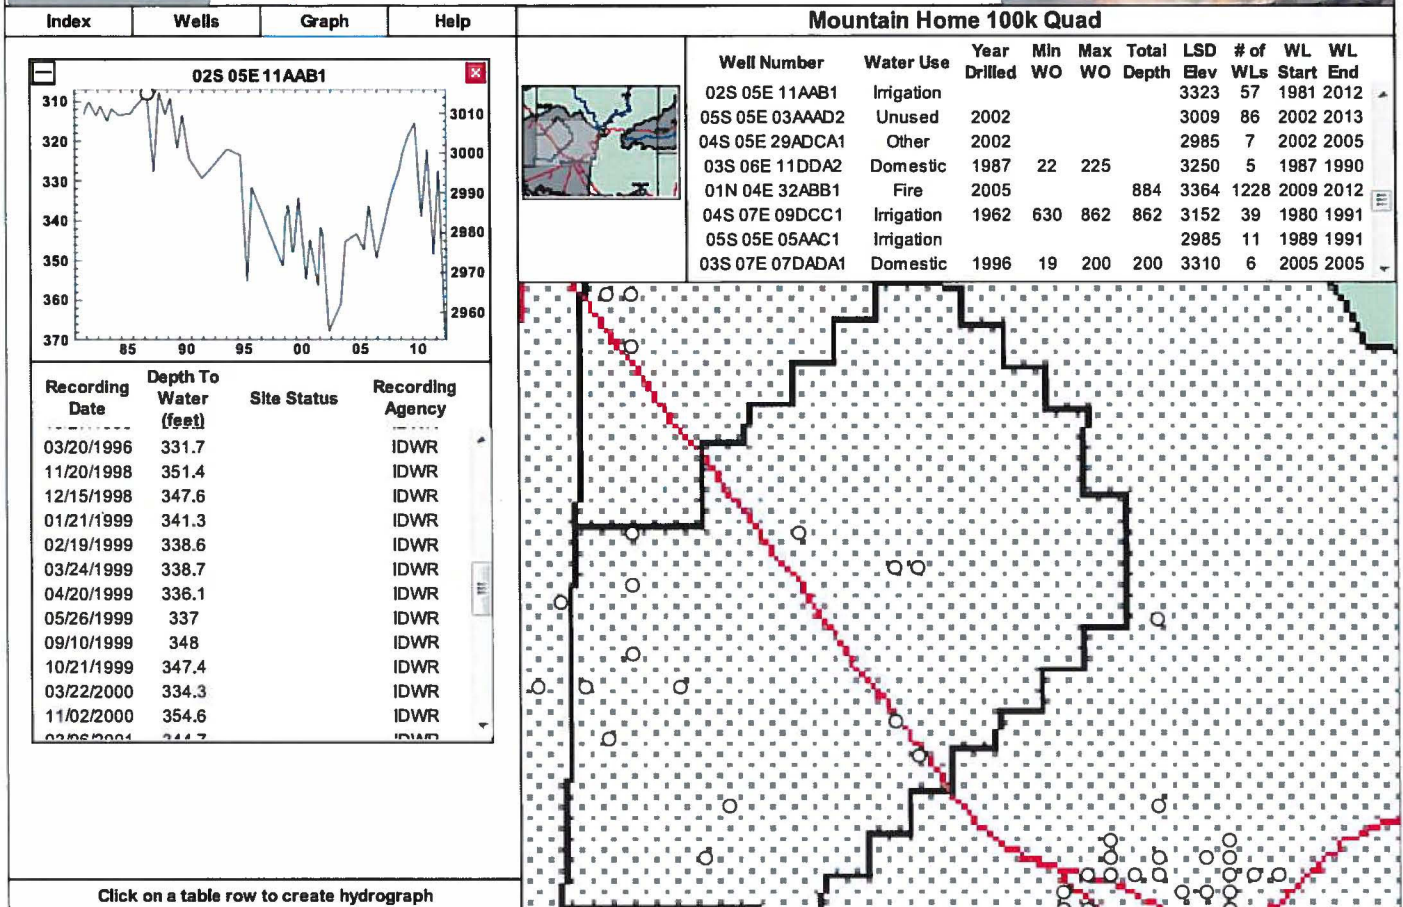 Index Wells Graph Help
Mountain Home 100k Quad
02S 05E 11AAB1
310
320
330
340
350
360
370
3010
3000
2990
2980
2970
2960
85 90 95 00 05 10
Recording Date Depth To Water (feet) Site Status Recording Agency
03/20/1996 331.7 IDWR
11/20/1998 351.4 IDWR
12/15/1998 347.6 IDWR
01/21/1999 341.3 IDWR
02/19/1999 338.6 IDWR
03/24/1999 338.7 IDWR
04/20/1999 336.1 IDWR
05/26/1999 337 IDWR
09/10/1999 348 IDWR
10/21/1999 347.4 IDWR
03/22/2000 334.3 IDWR
11/02/2000 354.6 IDWR
Click on a table row to create hydrograph
Well Number Water Use Year Drilled Min WO Max WO Total Depth LSD Elev # of WLs WL Start WL End
02S 05E 11AAB1 Irrigation 3323 57 1981 2012
05S 05E 03AAAD2 Unused 2002 3009 86 2002 2013
04S 05E 29ADCA1 Other 2002 2985 7 2002 2005
03S 06E 11DDA2 Domestic 1987 22 225 3250 5 1987 1990
01N 04E 32ABB1 Fire 2005 884 3364 1228 2009 2012
04S 07E 09DCC1 Irrigation 1962 630 862 862 3152 39 1980 1991
05S 05E 05AAC1 Irrigation 2985 11 1989 1991
03S 07E 07DADA1 Domestic 1996 19 200 200 3310 6 2005 2005